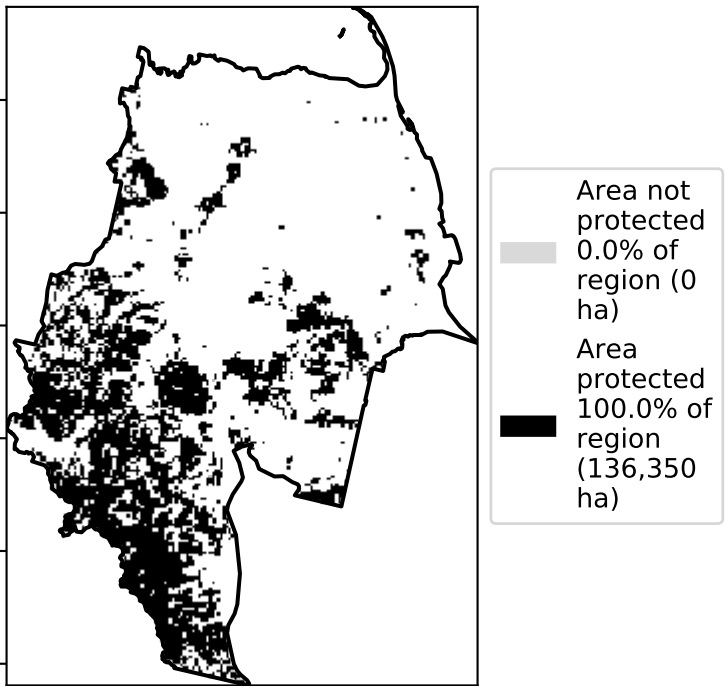 Area not
protected
0.0% of
region (0
ha)
Area
protected
100.0% of
region
(136,350
ha)